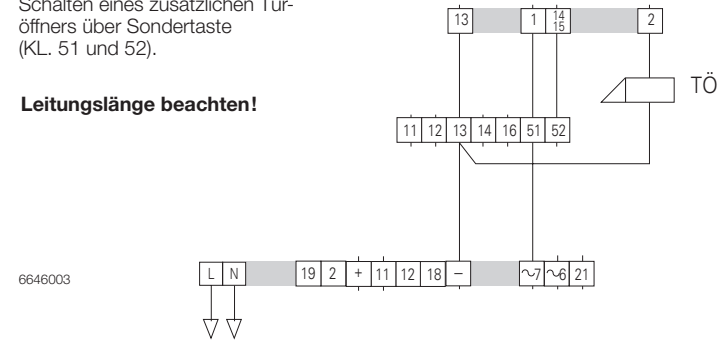 Schalten eines zusätzlichen Tür-
öffners über Sondertaste
(KL. 51 und 52).
Leitungslänge beachten!
13 1 14 15 2
TÖ
11 12 13 14 16 51 52
6646003
L N 19 2 + 11 12 18 – ~7 ~6 21